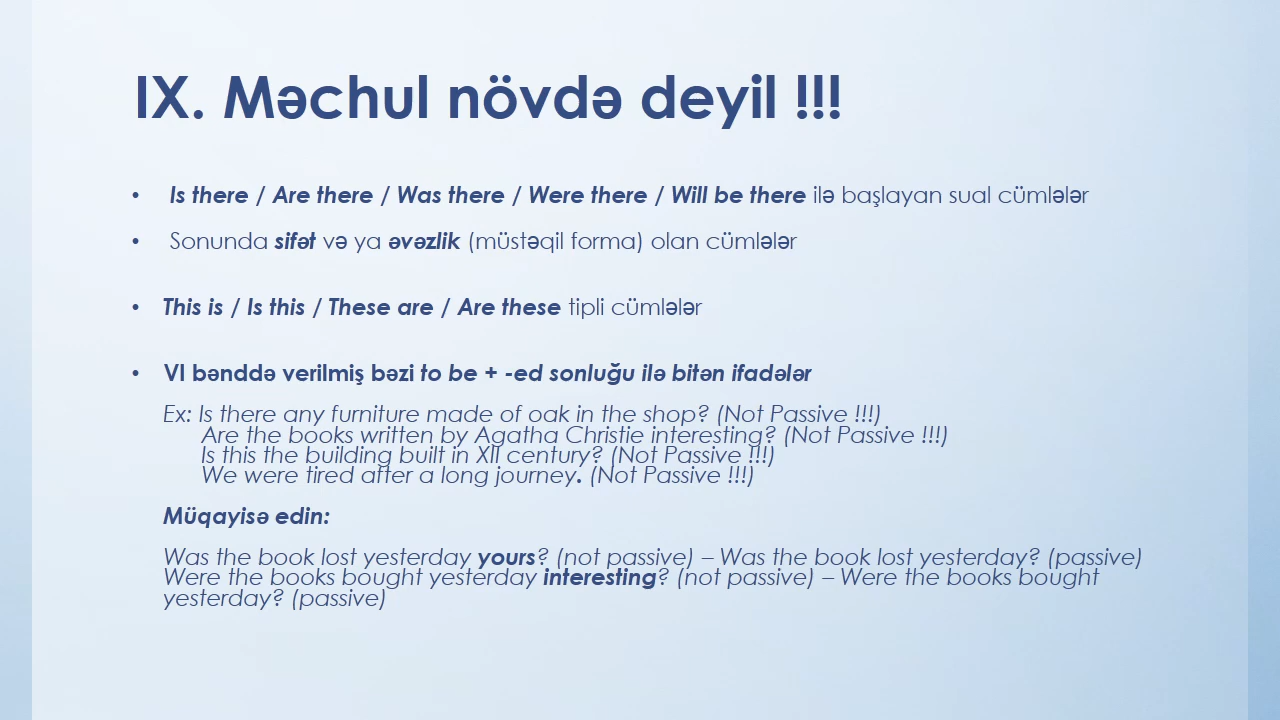 IX. Məchul növdə deyil !!!
• Is there / Are there / Was there / Were there / Will be there ilə başlayan sual cümlələr
• Sonunda sifət və ya əvəzlik (müstəqil forma) olan cümlələr
• This is / Is this / These are / Are these tipli cümlələr
• VI bənddə verilmiş bəzi to be + -ed sonluğu ilə bitən ifadələr
Ex: Is there any furniture made of oak in the shop? (Not Passive !!!)
Are the books written by Agatha Christie interesting? (Not Passive !!!)
Is this the building built in XII century? (Not Passive !!!)
We were tired after a long journey. (Not Passive !!!)
Müqayisə edin:
Was the book lost yesterday yours? (not passive) – Was the book lost yesterday? (passive)
Were the books bought yesterday interesting? (not passive) – Were the books bought
yesterday? (passive)